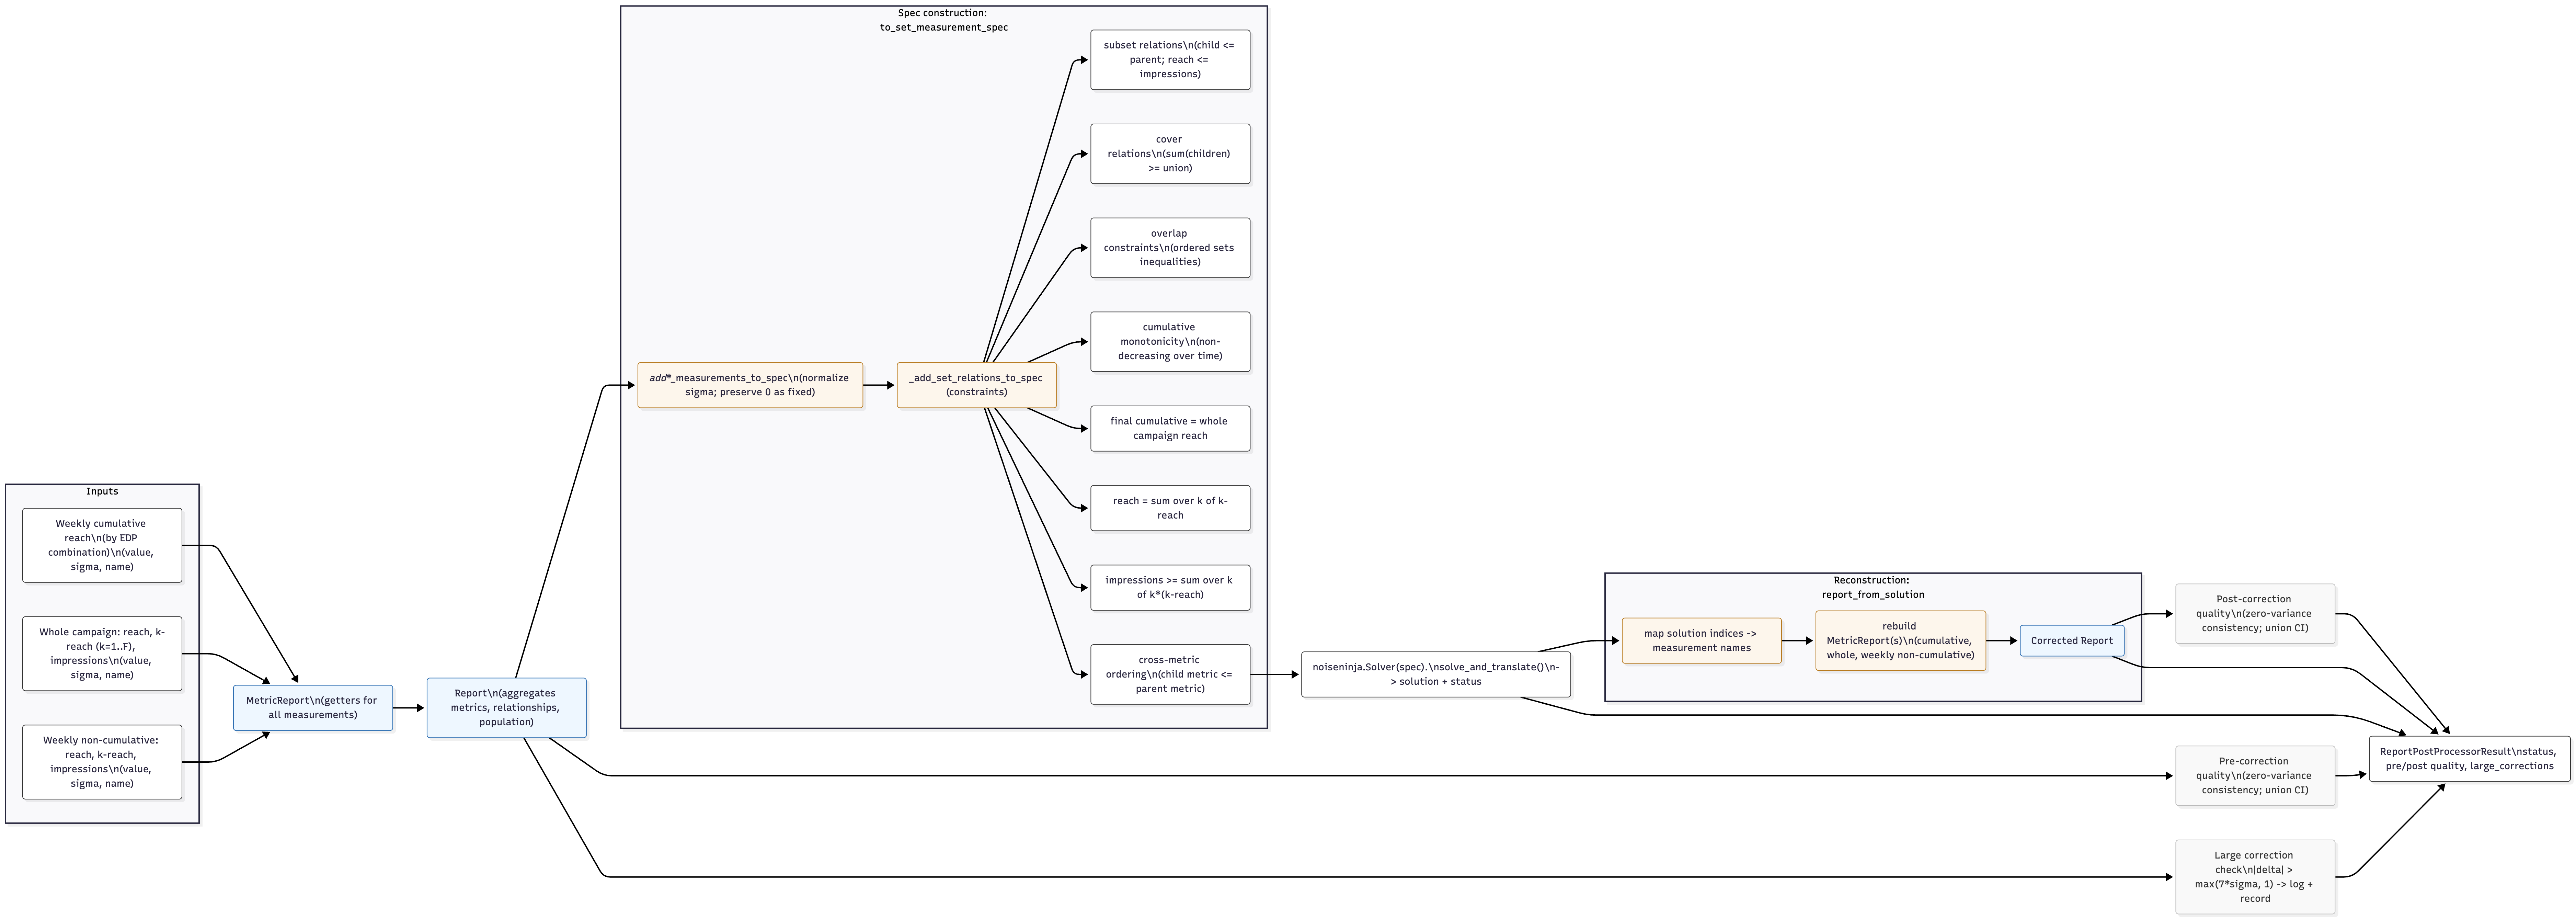 Inputs
Weekly cumulative
reach\n(by EDP
combination)\n(value,
sigma, name)
Whole campaign: reach, k-
reach (k=1..F),
impressions\n(value,
sigma, name)
Weekly non-cumulative:
reach, k-reach,
impressions\n(value,
sigma, name)
MetricReport\n(getters for
all measurements)
Report\n(aggregates
metrics, relationships,
population)
Spec construction:
to_set_measurement_spec
add*_measurements_to_spec\n(normalize
sigma; preserve 0 as fixed)
_add_set_relations_to_spec
(constraints)
subset relations\n(child <=
parent; reach <=
impressions)
cover
relations\n(sum(children)
>= union)
overlap
constraints\n(ordered sets
inequalities)
cumulative
monotonicity\n(non-
decreasing over time)
final cumulative = whole
campaign reach
reach = sum over k of k-
reach
impressions >= sum over k
of k*(k-reach)
cross-metric
ordering\n(child metric <=
parent metric)
noiseninja.Solver(spec).\nsolve_and_translate()\n-
> solution + status
Reconstruction:
report_from_solution
map solution indices ->
measurement names
rebuild
MetricReport(s)\n(cumulative,
whole, weekly non-cumulative)
Corrected Report
Post-correction
quality\n(zero-variance
consistency; union CI)
Pre-correction
quality\n(zero-variance
consistency; union CI)
Large correction
check\n|delta| >
max(7*sigma, 1) -> log +
record
ReportPostProcessorResult\nstatus,
pre/post quality, large_corrections